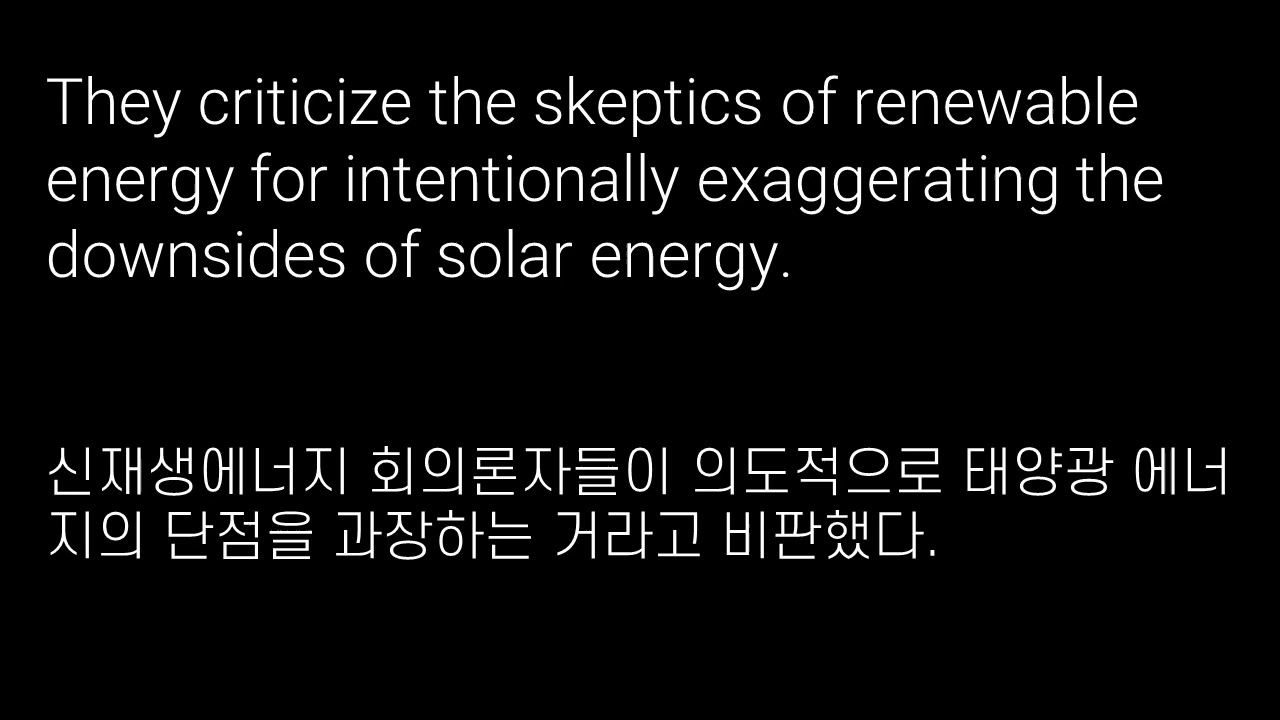 They criticize the skeptics of renewable
energy for intentionally exaggerating the
downsides of solar energy.
신재생에너지 회의론자들이 의도적으로 태양광 에너
지의 단점을 과장하는 거라고 비판했다.